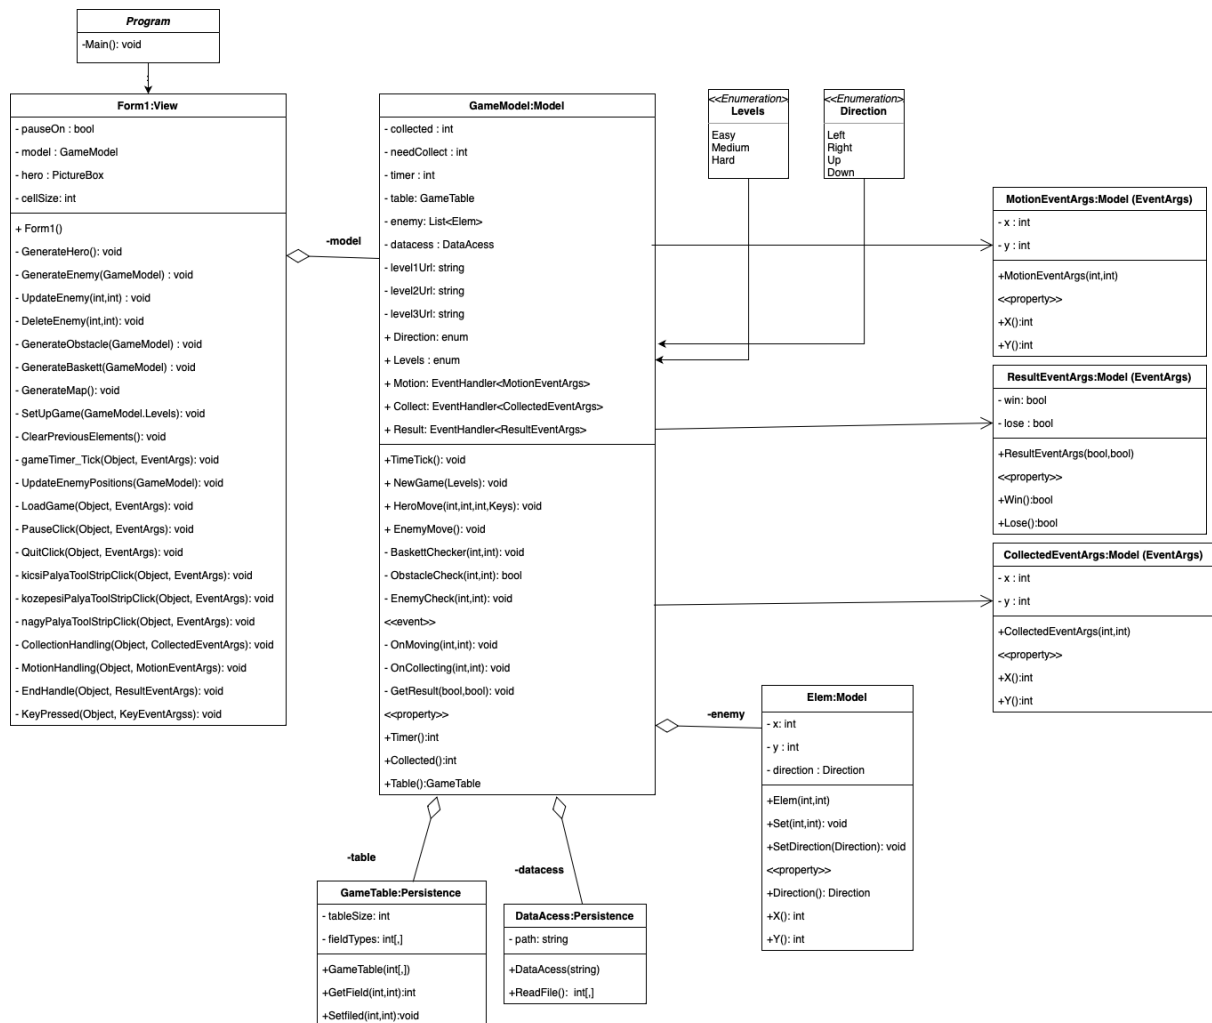 Program
-Main(): void
:
Form1:View
- pauseOn : bool
- model : GameModel
- hero : PictureBox
- cellSize: int
+ Form1()
- GenerateHero(): void
- GenerateEnemy(GameModel) : void
- UpdateEnemy(int,int) : void
- DeleteEnemy(int,int): void
- GenerateObstacle(GameModel) : void
- GenerateBaskett(GameModel) : void
- GenerateMap(): void
- SetUpGame(GameModel.Levels): void
- ClearPreviousElements(): void
- gameTimer_Tick(Object, EventArgs): void
- UpdateEnemyPositions(GameModel): void
- LoadGame(Object, EventArgs): void
- PauseClick(Object, EventArgs): void
- QuitClick(Object, EventArgs): void
- kicsiPalyaToolStripClick(Object, EventArgs): void
- kozepesiPalyaToolStripClick(Object, EventArgs): void
- nagyPalyaToolStripClick(Object, EventArgs): void
- CollectionHandling(Object, CollectedEventArgs): void
- MotionHandling(Object, MotionEventArgs): void
- EndHandle(Object, ResultEventArgs): void
- KeyPressed(Object, KeyEventArgss): void
-model
GameModel:Model
- collected : int
- needCollect : int
- timer : int
- table: GameTable
- enemy: List<Elem>
- datacess : DataAcess
- level1Url: string
- level2Url: string
- level3Url: string
+ Direction: enum
+ Levels : enum
+ Motion: EventHandler<MotionEventArgs>
+ Collect: EventHandler<CollectedEventArgs>
+ Result: EventHandler<ResultEventArgs>
+TimeTick(): void
+ NewGame(Levels): void
+ HeroMove(int,int,int,Keys): void
+ EnemyMove(): void
- BaskettChecker(int,int): void
- ObstacleCheck(int,int): bool
- EnemyCheck(int,int): void
<<event>>
- OnMoving(int,int): void
- OnCollecting(int,int): void
- GetResult(bool,bool): void
<<property>>
+Timer():int
+Collected():int
+Table():GameTable
<<Enumeration>>
Levels
Easy
Medium
Hard
<<Enumeration>>
Direction
Left
Right
Up
Down
MotionEventArgs:Model (EventArgs)
- x : int
- y : int
+MotionEventArgs(int,int)
<<property>>
+X():int
+Y():int
ResultEventArgs:Model (EventArgs)
- win: bool
- lose : bool
+ResultEventArgs(bool,bool)
<<property>>
+Win():bool
+Lose():bool
CollectedEventArgs:Model (EventArgs)
- x : int
- y : int
+CollectedEventArgs(int,int)
<<property>>
+X():int
+Y():int
-enemy
Elem:Model
- x: int
- y : int
- direction : Direction
+Elem(int,int)
+Set(int,int): void
+SetDirection(Direction): void
<<property>>
+Direction(): Direction
+X(): int
+Y(): int
-table
GameTable:Persistence
- tableSize: int
- fieldTypes: int[,]
+GameTable(int[,])
+GetField(int,int):int
+Setfiled(int,int):void
-datacess
DataAcess:Persistence
- path: string
+DataAcess(string)
+ReadFile(): int[,]